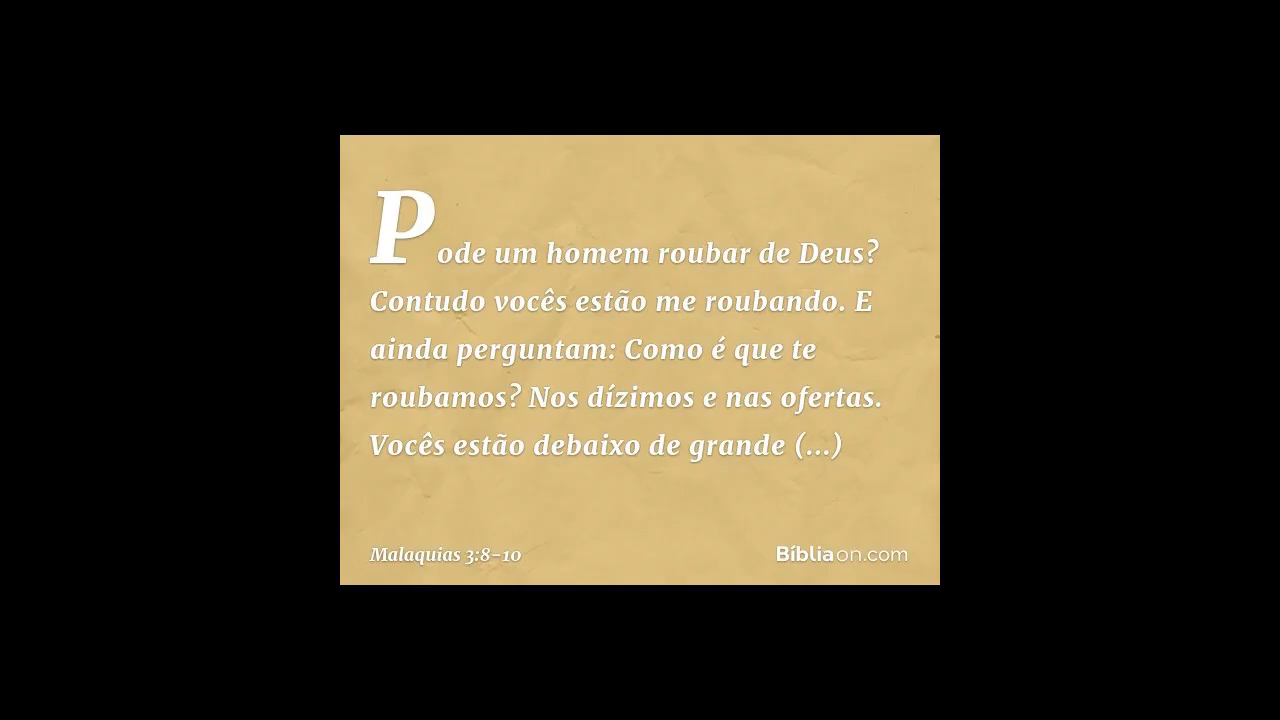 Pode um homem roubar de Deus?
Contudo vocês estão me roubando. E
ainda perguntam: Como é que te
roubamos? Nos dízimos e nas ofertas.
Vocês estão debaixo de grande (...)
Malaquias 3:8-10
Bíbliaon.com